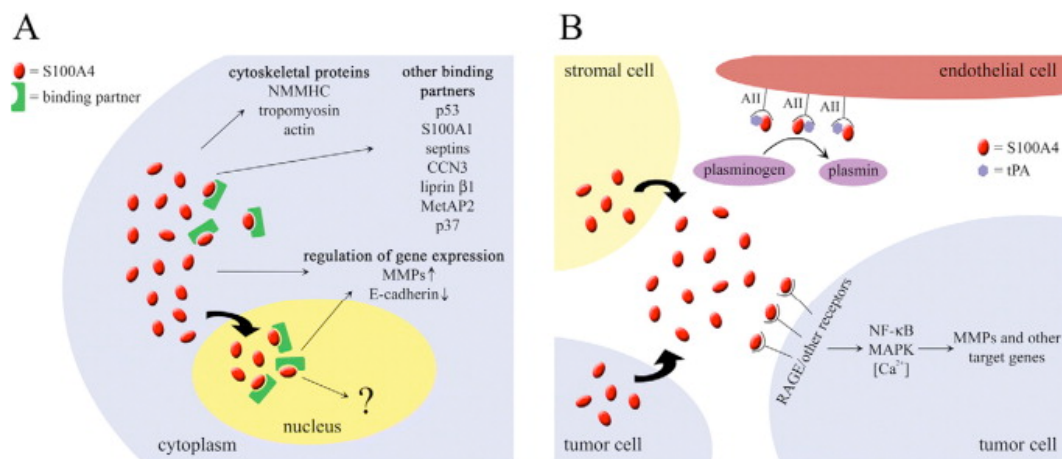 A
= S100A4
= binding partner
cytoskeletal proteins
NMMHC
tropomyosin
actin
other binding
partners
p53
S100A1
septins
CCN3
liprin β1
MetAP2
p37
regulation of gene expression
MMPs↑
E-cadherin↓
?
nucleus
cytoplasm
B
stromal cell
endothelial cell
AII
AII
AII
= S100A4
= tPA
plasminogen
plasmin
RAGE/other receptors
NF-κB
MAPK
[Ca²⁺]
MMPs and other
target genes
tumor cell
tumor cell